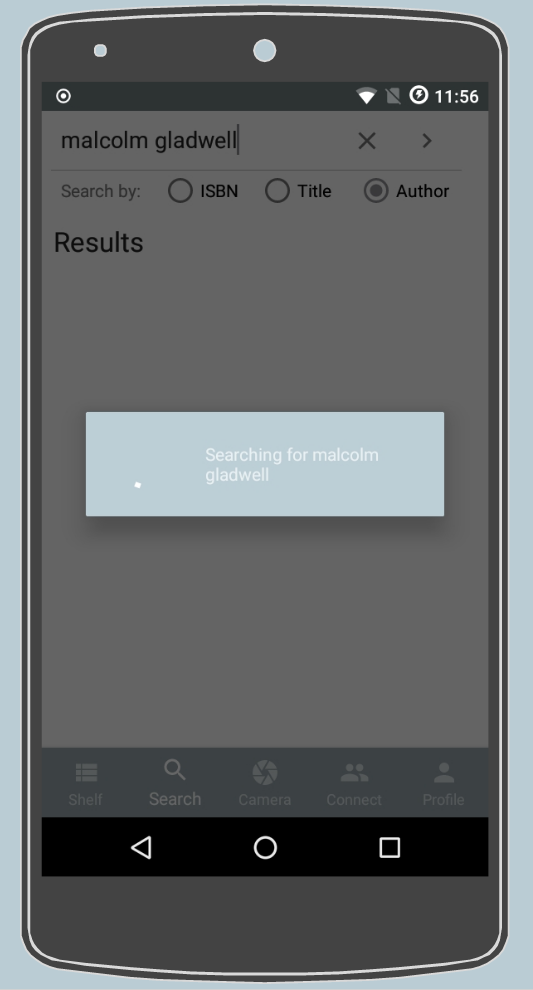 11:56
malcolm gladwell
Search by: ISBN Title Author
Results
Searching for malcolm
gladwell
Shelf Search Camera Connect Profile